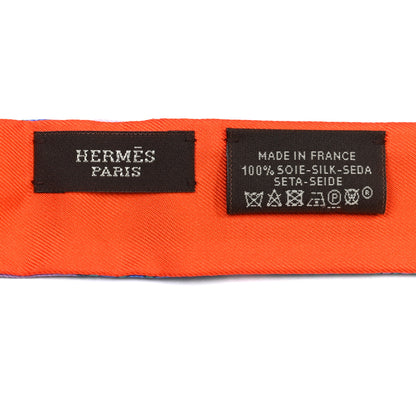 HERMÈS
PARIS
MADE IN FRANCE
100% SOIE-SILK-SEDA
SETA-SEIDE
P W ®